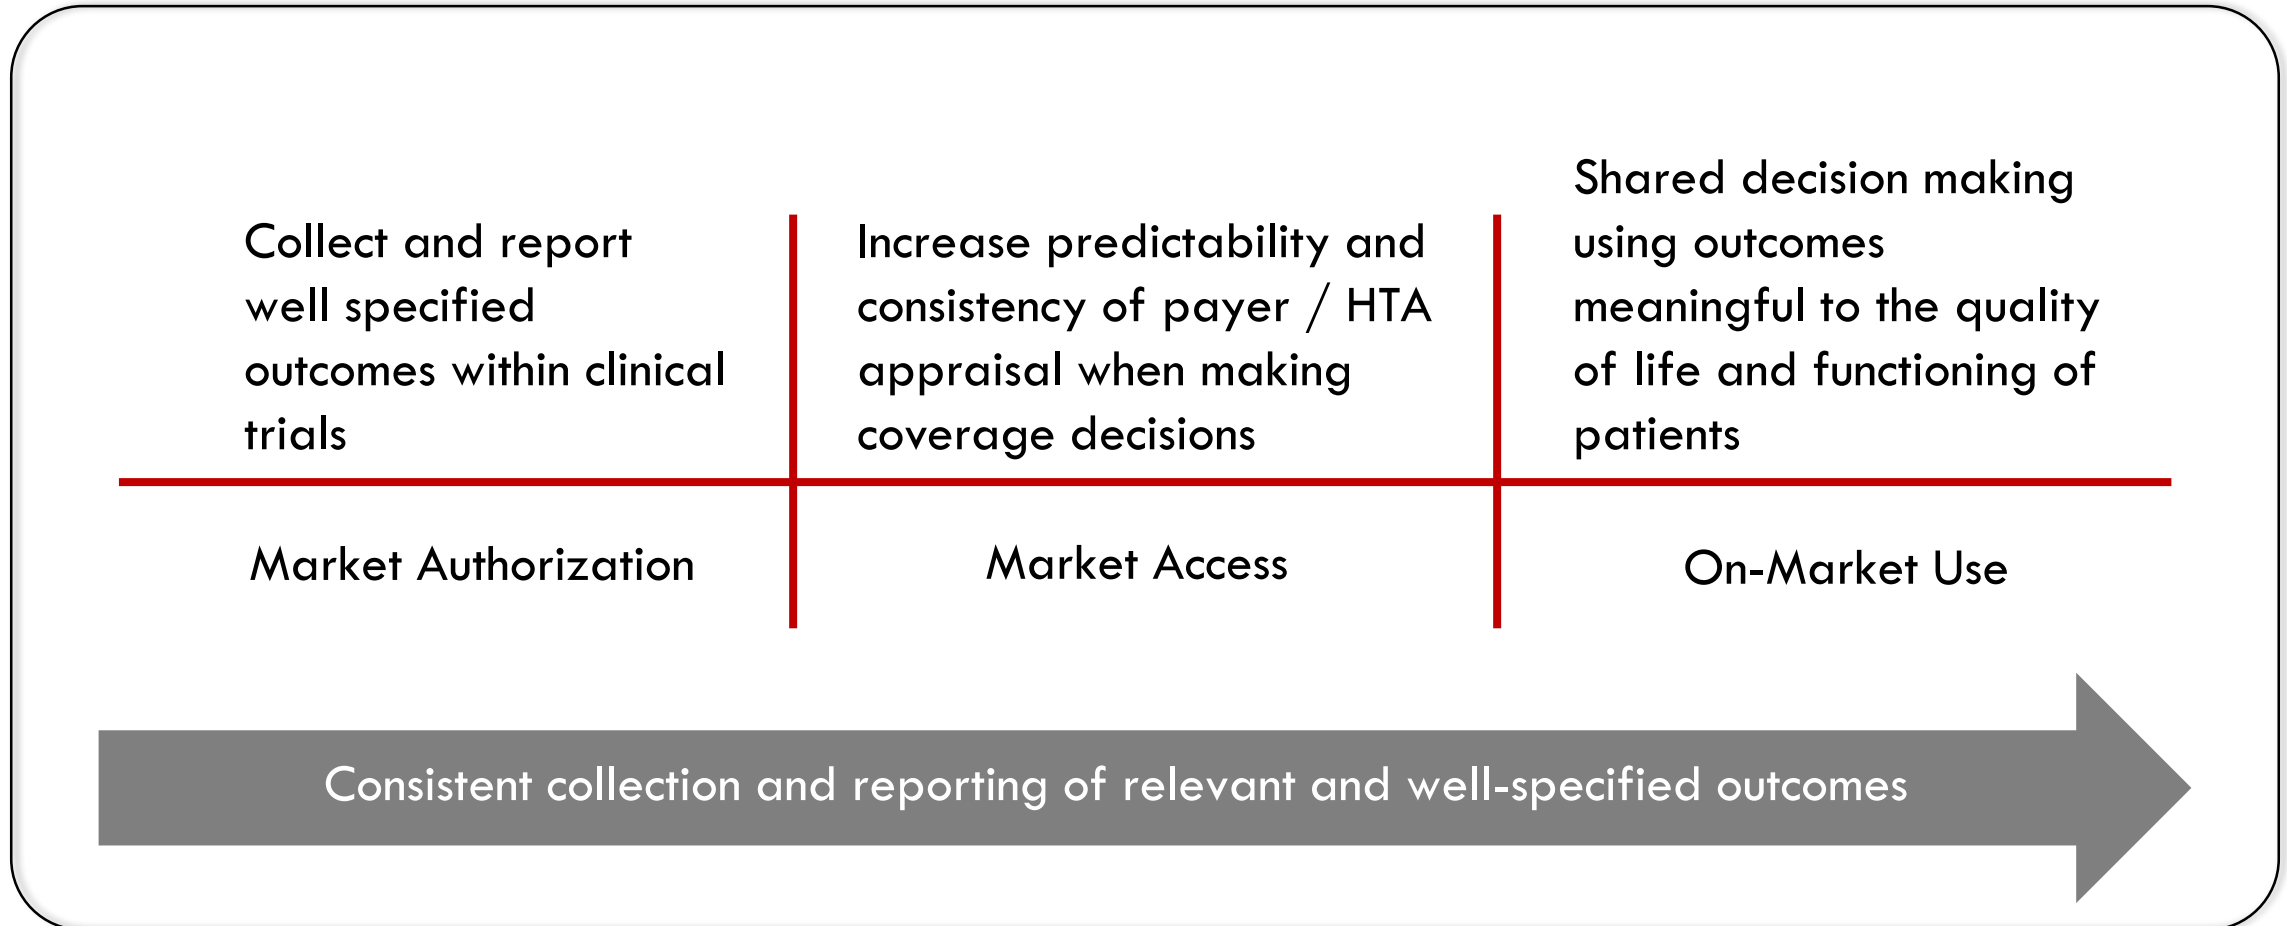 Collect and report
well specified
outcomes within clinical
trials
Increase predictability and
consistency of payer / HTA
appraisal when making
coverage decisions
Shared decision making
using outcomes
meaningful to the quality
of life and functioning of
patients
Market Authorization
Market Access
On-Market Use
Consistent collection and reporting of relevant and well-specified outcomes